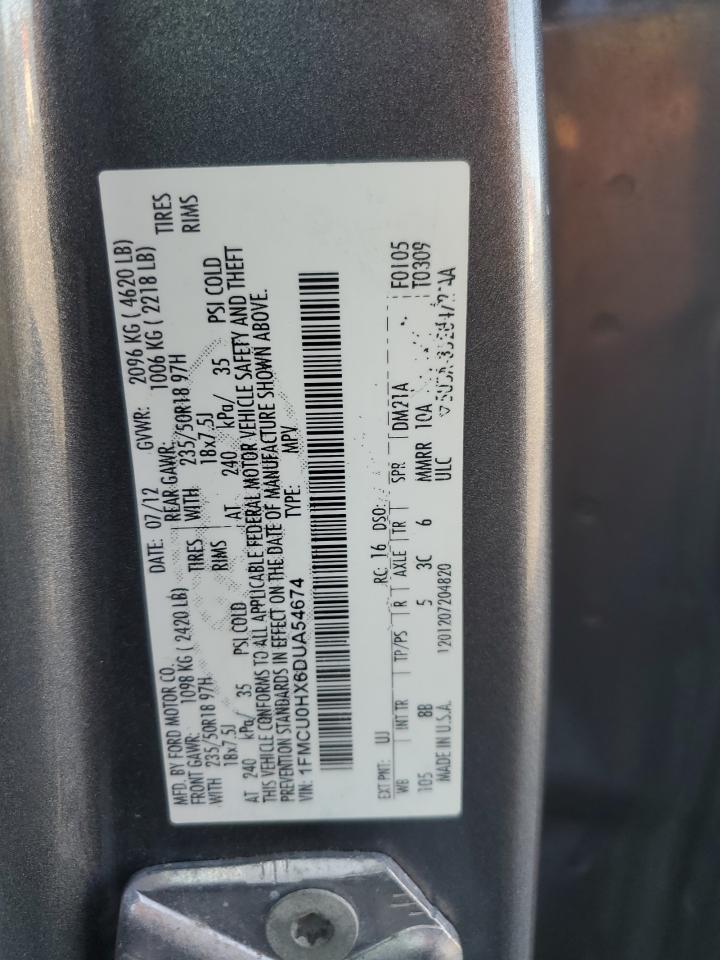 MFD. BY FORD MOTOR CO. DATE: 07/12 GVWR: 2096 KG ( 4620 LB)
FRONT GAWR: 1098 KG ( 2420 LB) REAR GAWR: 1006 KG ( 2218 LB)
WITH 235/50R18 97H TIRES WITH 235/50R18 97H TIRES
18x7.5J RIMS 18x7.5J RIMS
AT 240 kPa/ 35 PSI COLD AT 240 kPa/ 35 PSI COLD
THIS VEHICLE CONFORMS TO ALL APPLICABLE FEDERAL MOTOR VEHICLE SAFETY AND THEFT
PREVENTION STANDARDS IN EFFECT ON THE DATE OF MANUFACTURE SHOWN ABOVE.
VIN: 1FMCU0HX6DUA54674 TYPE: MPV
F0105
T0309
EXT PNT: UJ RC: 16 DSO:
WB INT TR TP/PS R AXLE TR SPR DM21A
105 8B 5 3C 6 MMRR 10A
MADE IN U.S.A. 1201207204820 ULC